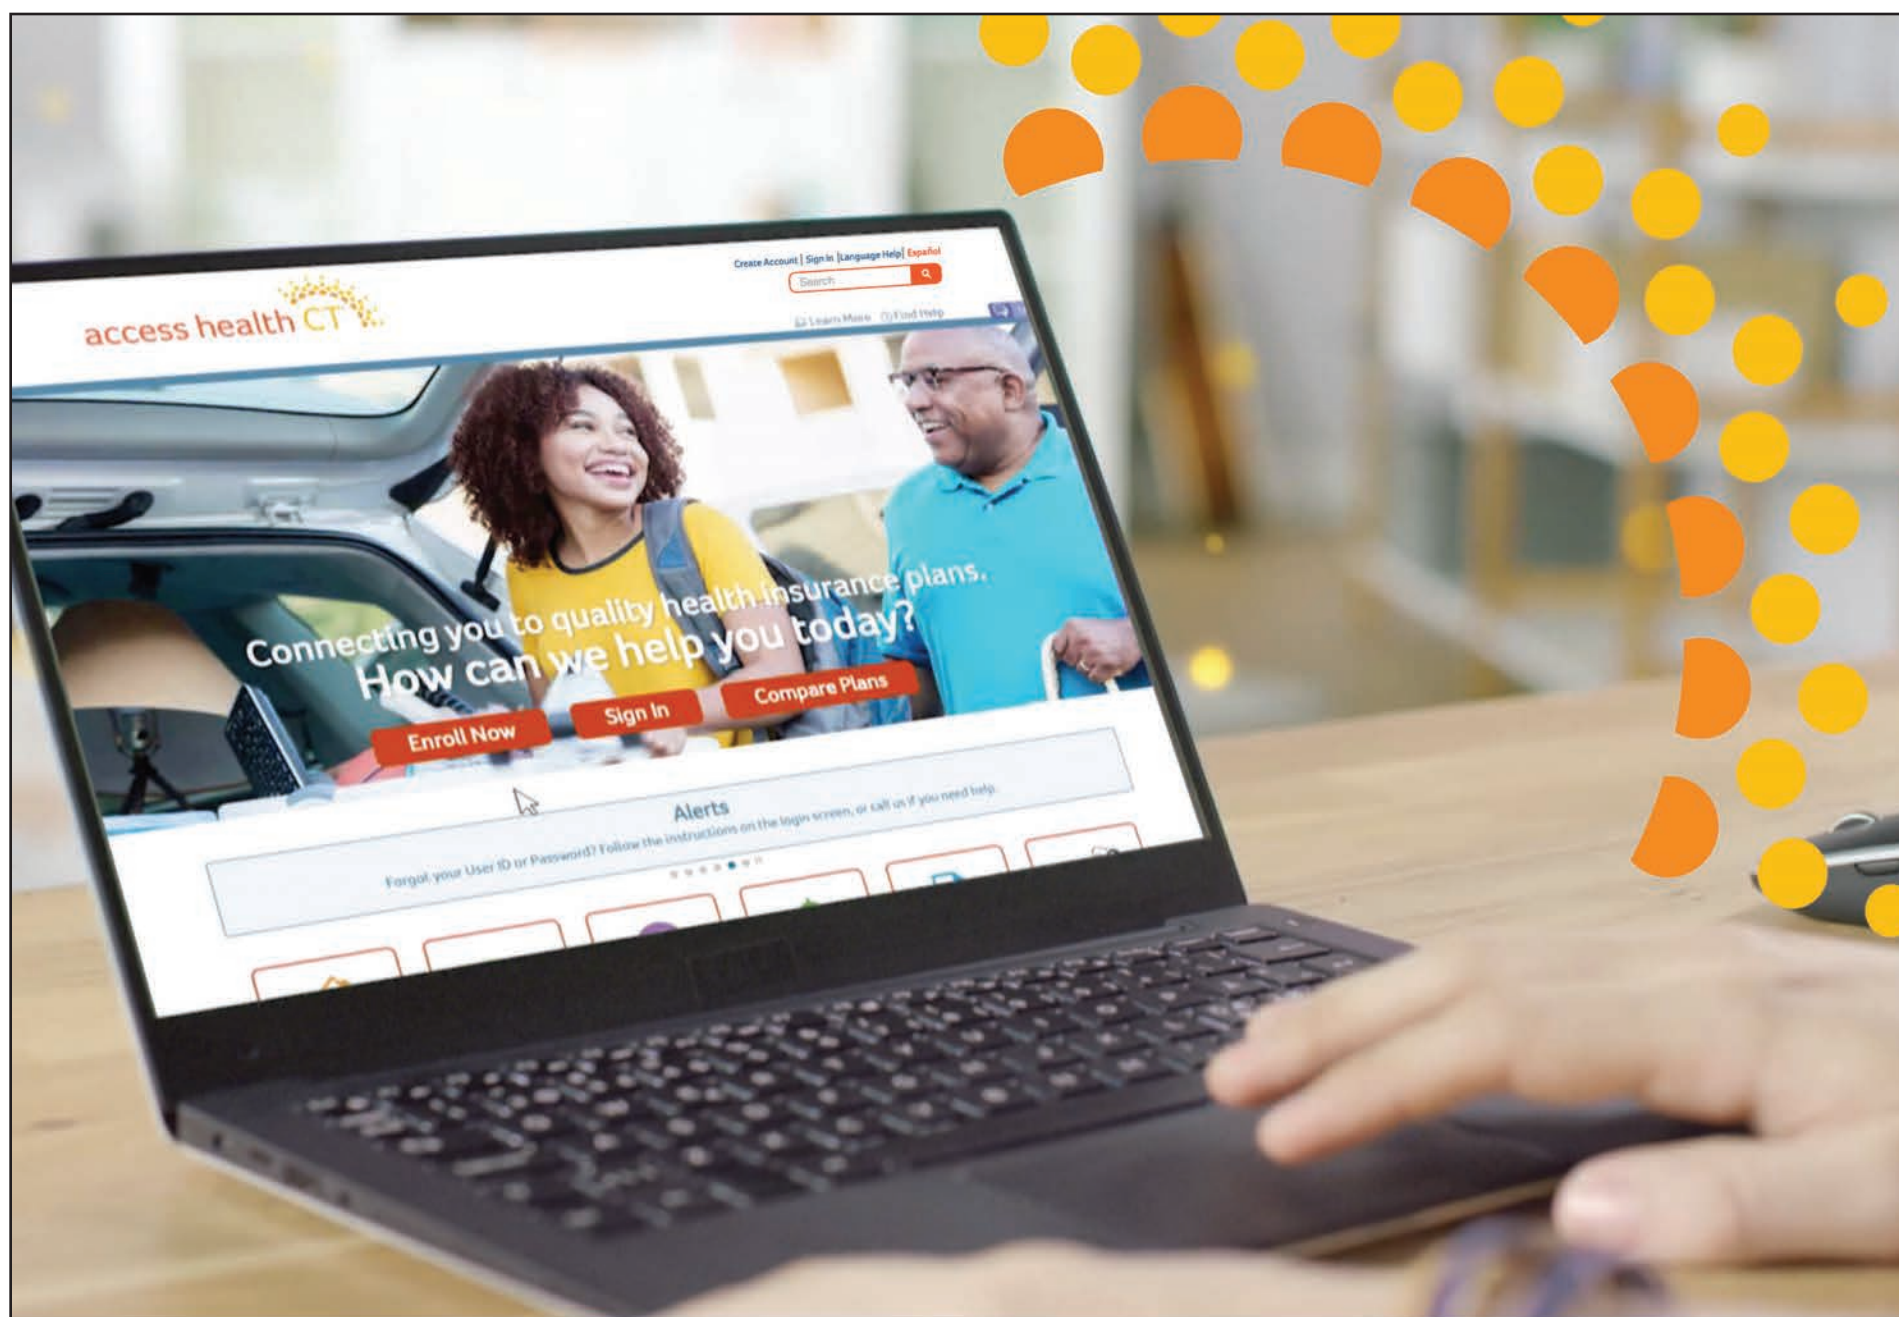 access health CT
Create Account | Sign In | Language Help | Español
Search
Learn More Find Help
Connecting you to quality health insurance plans.
How can we help you today?
Enroll Now Sign In Compare Plans
Alerts
Forgot your User ID or Password? Follow the instructions on the login screen, or call us if you need help.